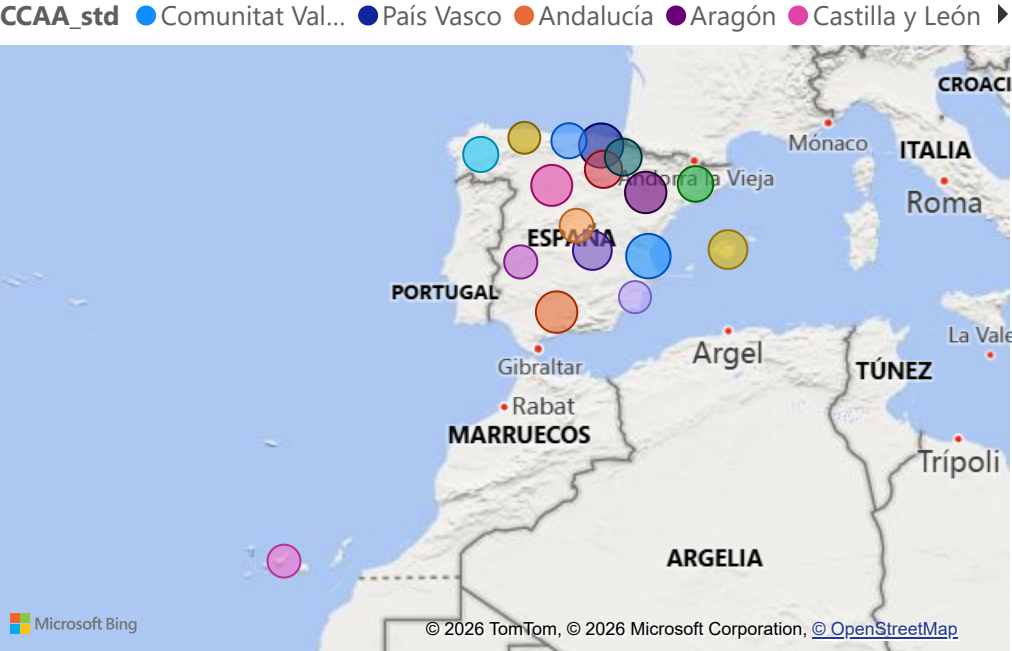 CCAA_std Comunitat Val... País Vasco Andalucía Aragón Castilla y León
CROACI
Mónaco
ITALIA
Andorra la Vieja
Roma
ESPAÑA
PORTUGAL
La Vale
Argel
Gibraltar
TÚNEZ
Rabat
MARRUECOS
Trípoli
ARGELIA
Microsoft Bing
© 2026 TomTom, © 2026 Microsoft Corporation, © OpenStreetMap